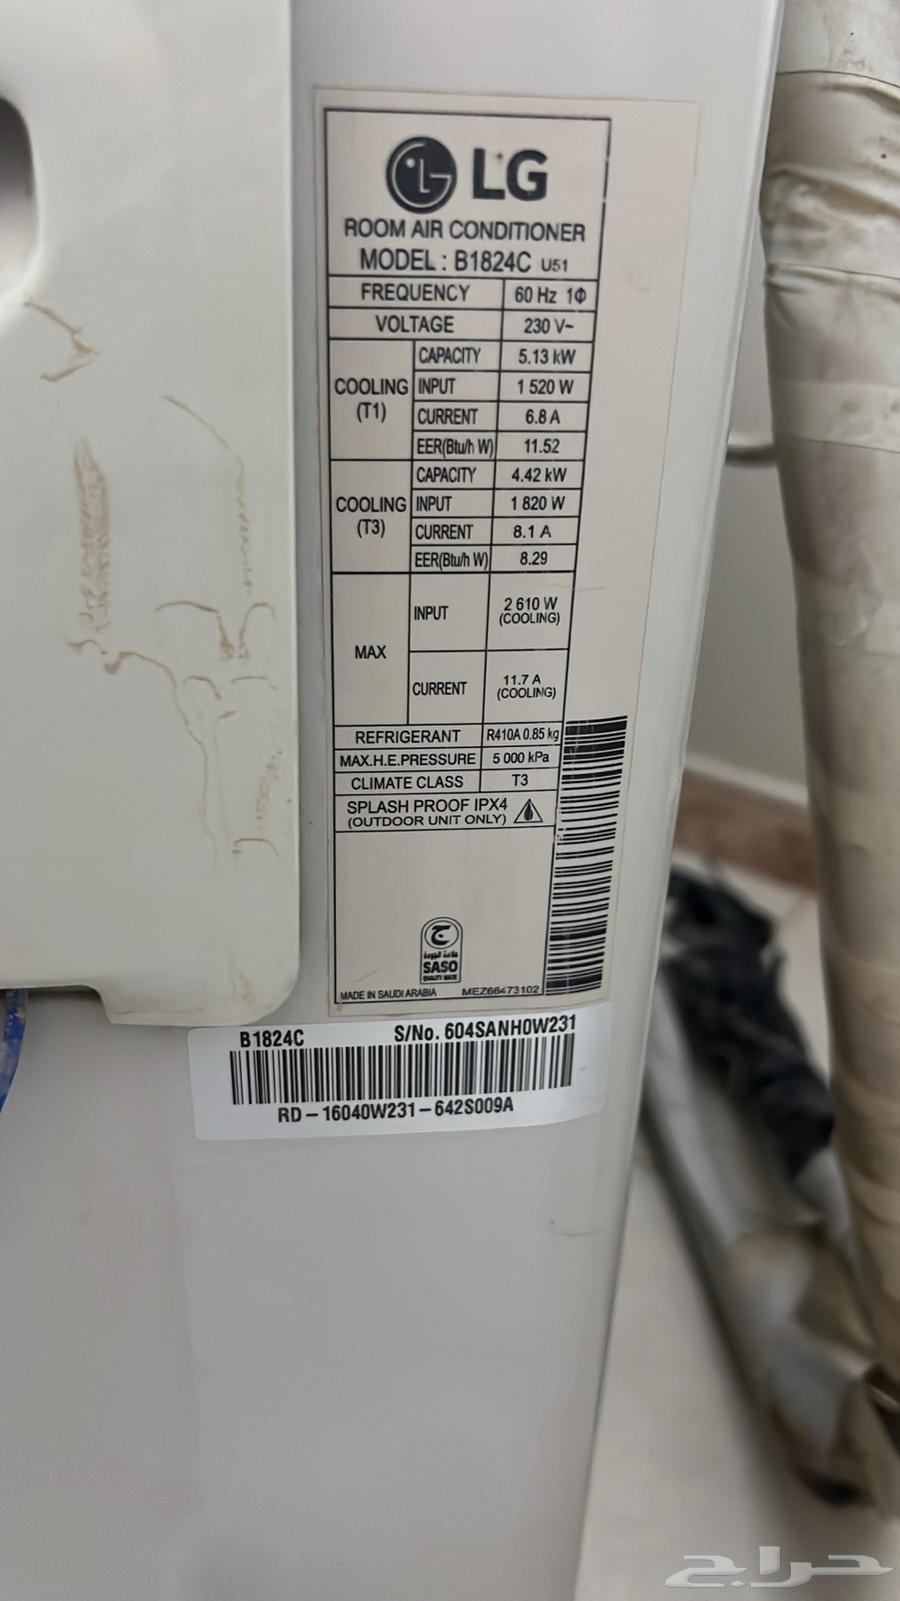 LG
ROOM AIR CONDITIONER
MODEL : B1824C U51
FREQUENCY 60 Hz 1Φ
VOLTAGE 230 V~
COOLING (T1)
CAPACITY 5.13 kW
INPUT 1 520 W
CURRENT 6.8 A
EER(Btu/h W) 11.52
COOLING (T3)
CAPACITY 4.42 kW
INPUT 1 820 W
CURRENT 8.1 A
EER(Btu/h W) 8.29
MAX
INPUT 2 610 W (COOLING)
CURRENT 11.7 A (COOLING)
REFRIGERANT R410A 0.85 kg
MAX.H.E.PRESSURE 5 000 kPa
CLIMATE CLASS T3
SPLASH PROOF IPX4
(OUTDOOR UNIT ONLY)
علامة الجودة
SASO
QUALITY MARK
MADE IN SAUDI ARABIA MEZ66473102
B1824C S/No. 604SANH0W231
RD-16040W231-642S009A
حراج